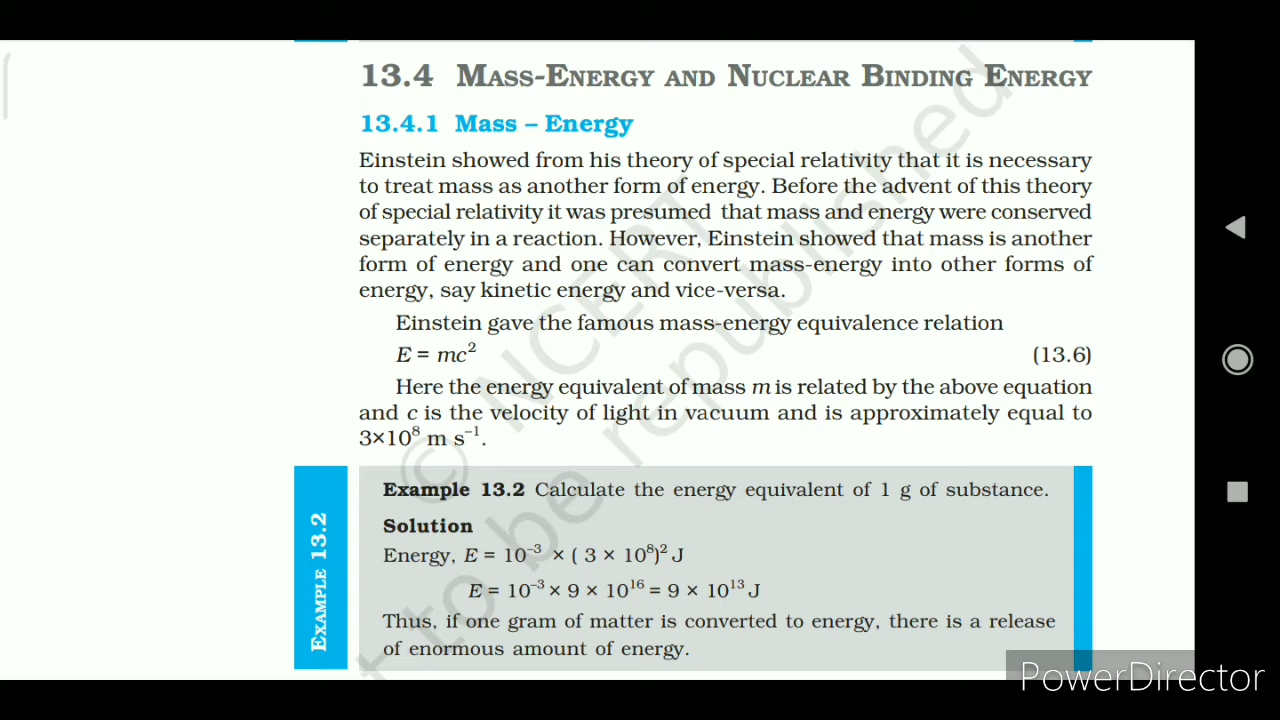 13.4 MASS-ENERGY AND NUCLEAR BINDING ENERGY
13.4.1 Mass – Energy
Einstein showed from his theory of special relativity that it is necessary
to treat mass as another form of energy. Before the advent of this theory
of special relativity it was presumed that mass and energy were conserved
separately in a reaction. However, Einstein showed that mass is another
form of energy and one can convert mass-energy into other forms of
energy, say kinetic energy and vice-versa.
Einstein gave the famous mass-energy equivalence relation
E = mc² (13.6)
Here the energy equivalent of mass m is related by the above equation
and c is the velocity of light in vacuum and is approximately equal to
3×10⁸ m s⁻¹.
EXAMPLE 13.2
Example 13.2 Calculate the energy equivalent of 1 g of substance.
Solution
Energy, E = 10⁻³ × ( 3 × 10⁸)² J
E = 10⁻³ × 9 × 10¹⁶ = 9 × 10¹³ J
Thus, if one gram of matter is converted to energy, there is a release
of enormous amount of energy.
© NCERT
to be republished
PowerDirector